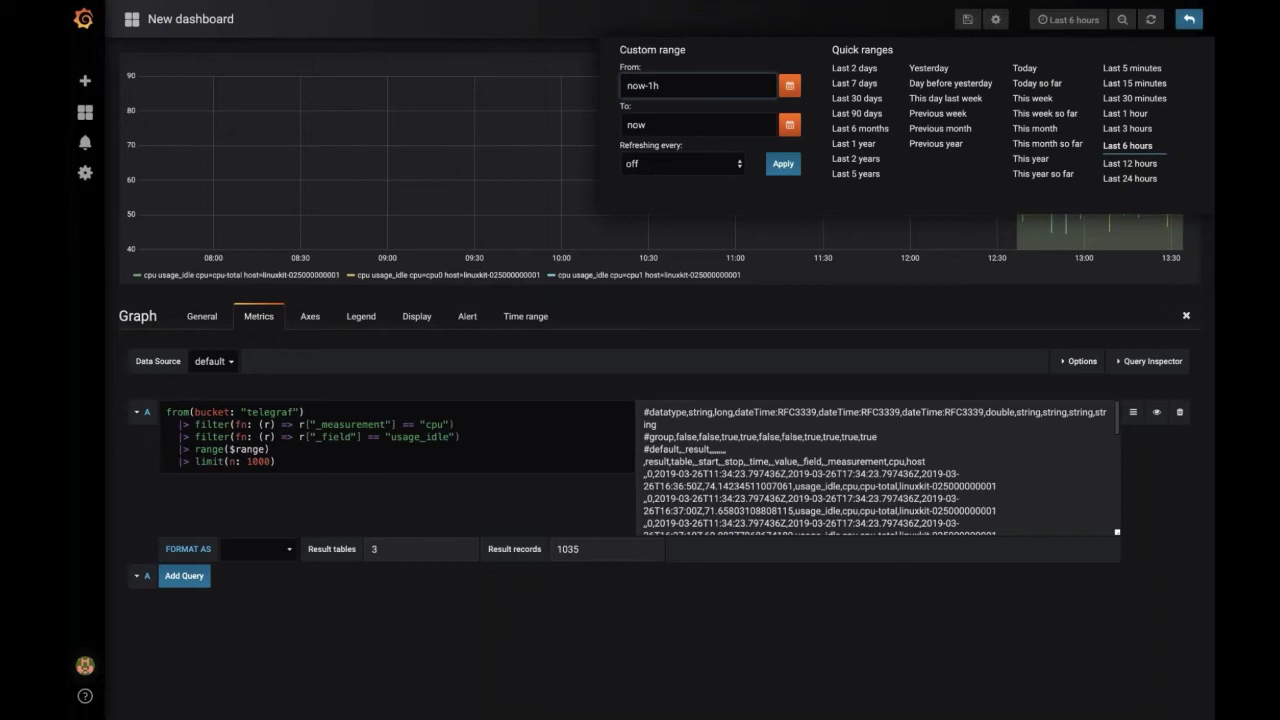 New dashboard
Last 6 hours
Custom range
From:
now-1h
To:
now
Refreshing every:
off
Apply
Quick ranges
Last 2 days
Last 7 days
Last 30 days
Last 90 days
Last 6 months
Last 1 year
Last 2 years
Last 5 years
Yesterday
Day before yesterday
This day last week
Previous week
Previous month
Previous year
Today
Today so far
This week
This week so far
This month
This month so far
This year
This year so far
Last 5 minutes
Last 15 minutes
Last 30 minutes
Last 1 hour
Last 3 hours
Last 6 hours
Last 12 hours
Last 24 hours
90
80
70
60
50
40
08:00 08:30 09:00 09:30 10:00 10:30 11:00 11:30 12:00 12:30 13:00 13:30
cpu usage_idle cpu=cpu-total host=linuxkit-025000000001 cpu usage_idle cpu=cpu0 host=linuxkit-025000000001 cpu usage_idle cpu=cpu1 host=linuxkit-025000000001
Graph General Metrics Axes Legend Display Alert Time range
Data Source default Options Query Inspector
A
from(bucket: "telegraf")
|> filter(fn: (r) => r["_measurement"] == "cpu")
|> filter(fn: (r) => r["_field"] == "usage_idle")
|> range($range)
|> limit(n: 1000)
#datatype,string,long,dateTime:RFC3339,dateTime:RFC3339,dateTime:RFC3339,double,string,string,string,str
ing
#group,false,false,true,true,false,false,true,true,true,true
#default,_result,,,,,,,,,
,result,table,_start,_stop,_time,_value,_field,_measurement,cpu,host
,,0,2019-03-26T11:34:23.797436Z,2019-03-26T17:34:23.797436Z,2019-03-
26T16:36:50Z,74.14234511007061,usage_idle,cpu,cpu-total,linuxkit-025000000001
,,0,2019-03-26T11:34:23.797436Z,2019-03-26T17:34:23.797436Z,2019-03-
26T16:37:00Z,71.65803108808115,usage_idle,cpu,cpu-total,linuxkit-025000000001
,,0,2019-03-26T11:34:23.797436Z,2019-03-26T17:34:23.797436Z,2019-03-
FORMAT AS Result tables 3 Result records 1035
A Add Query